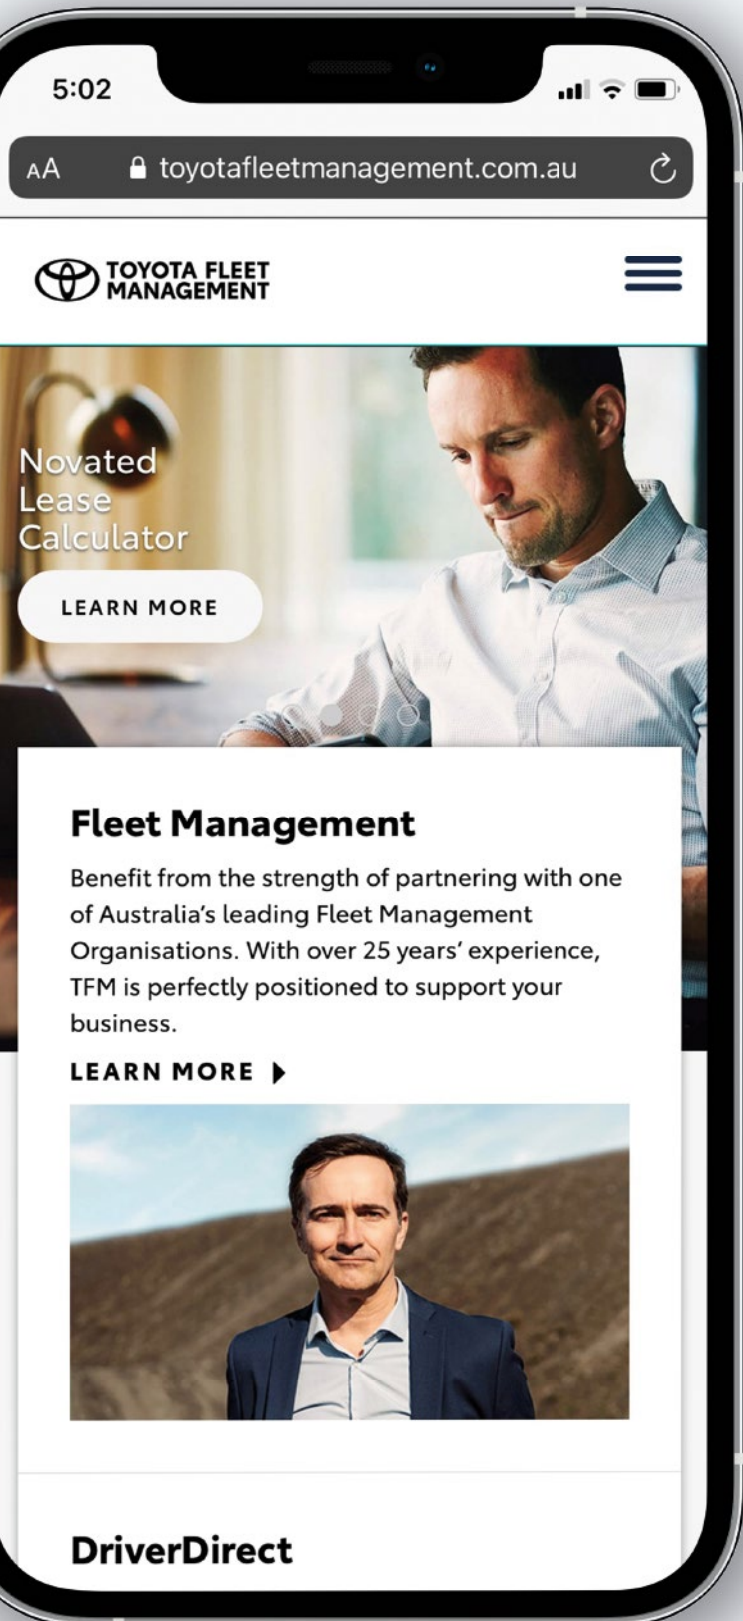 5:02
AA toyotafleetmanagement.com.au
TOYOTA FLEET
MANAGEMENT
Novated
Lease
Calculator
LEARN MORE
Fleet Management
Benefit from the strength of partnering with one
of Australia's leading Fleet Management
Organisations. With over 25 years' experience,
TFM is perfectly positioned to support your
business.
LEARN MORE
DriverDirect